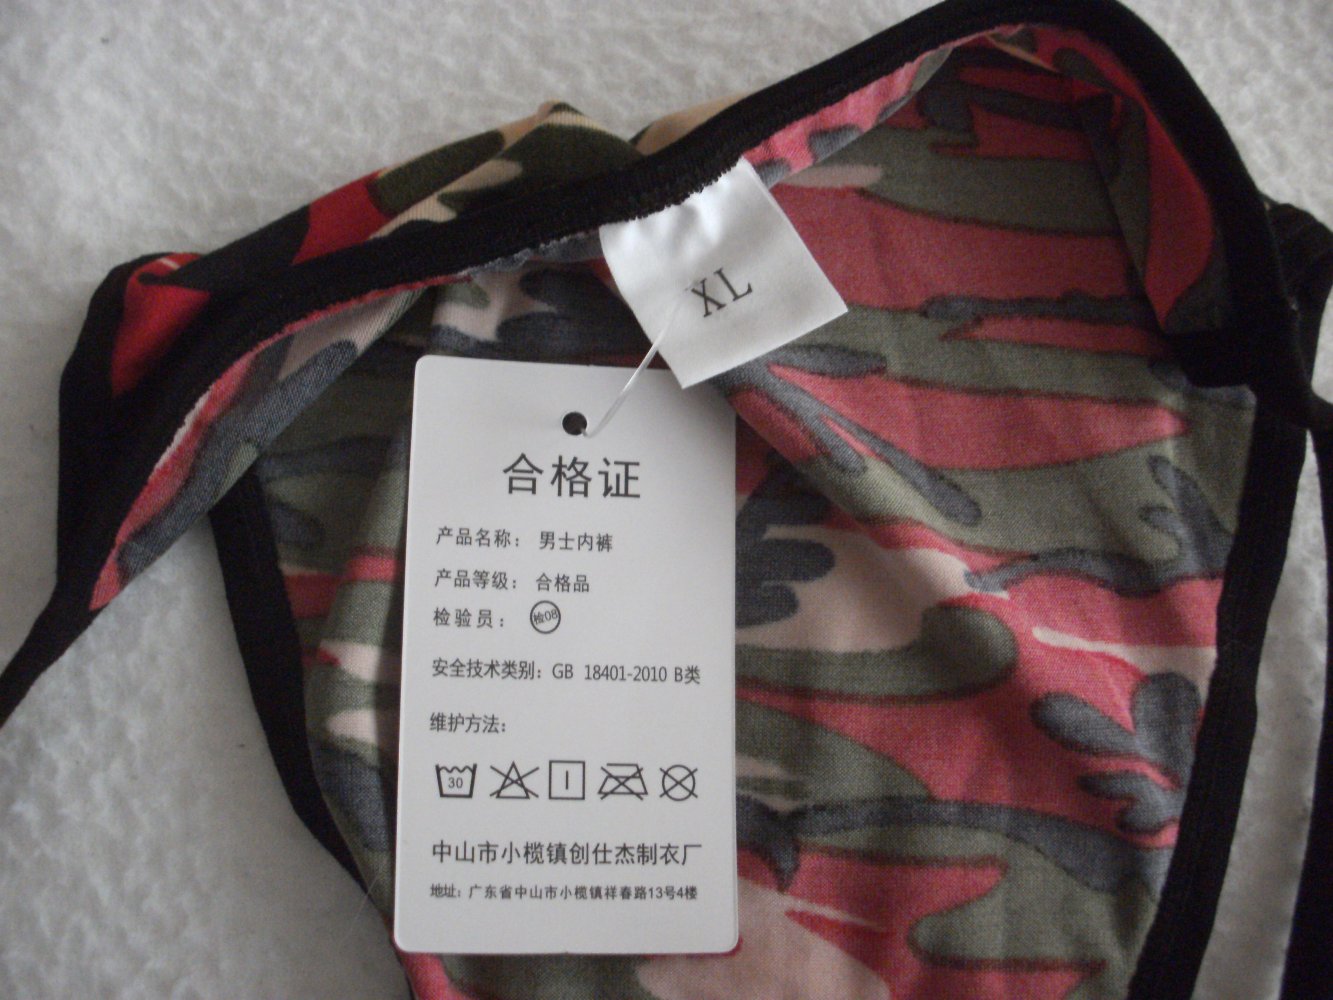 XL
合格证
产品名称： 男士内裤
产品等级： 合格品
检验员： 检08
安全技术类别：GB 18401-2010 B类
维护方法：
30
中山市小榄镇创仕杰制衣厂
地址：广东省中山市小榄镇祥春路13号4楼